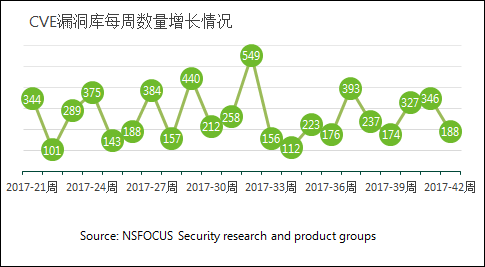 CVE漏洞库每周数量增长情况
344 101 289 375 143 188 384 157 440 212 258 549 156 112 223 176 393 237 174 327 346 188
2017-21周 2017-24周 2017-27周 2017-30周 2017-33周 2017-36周 2017-39周 2017-42周
Source: NSFOCUS Security research and product groups